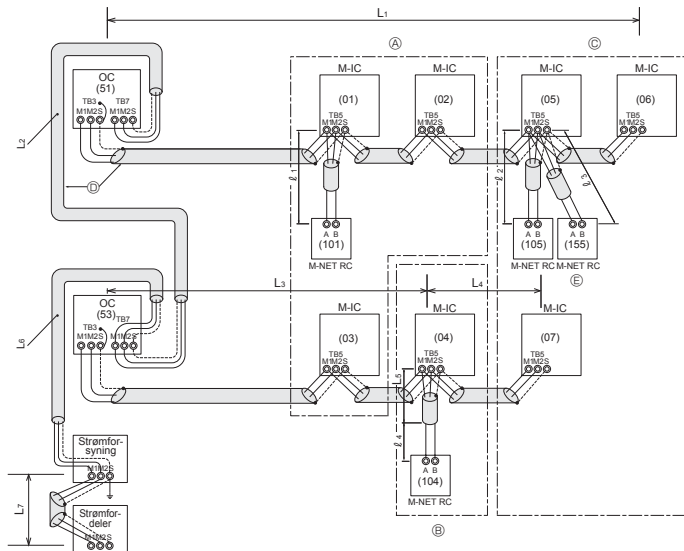 L1
Ⓐ
Ⓒ
M-IC
M-IC
M-IC
M-IC
OC
(51)
TB3
TB7
M1M2S
M1M2S
(01)
TB5
M1M2S
(02)
TB5
M1M2S
(05)
TB5
M1M2S
(06)
TB5
M1M2S
L2
Ⓓ
ℓ1
ℓ2
ℓ3
A B
(101)
M-NET RC
A B
(105)
M-NET RC
A B
(155)
M-NET RC
Ⓔ
L3
L4
L6
OC
(53)
TB3
TB7
M1M2S
M1M2S
M-IC
(03)
TB5
M1M2S
M-IC
(04)
TB5
M1M2S
M-IC
(07)
TB5
M1M2S
L5
ℓ4
A B
(104)
M-NET RC
Ⓑ
Strømfor-
syning
M1M2S
L7
Strømfor-
deler
M1M2S